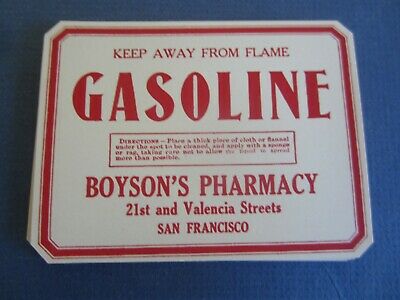 KEEP AWAY FROM FLAME
GASOLINE
DIRECTIONS — Place a thick piece of cloth or flannel
under the spot to be cleaned, and apply with a sponge
or rag, taking care not to allow the liquid to spread
more than possible.
BOYSON'S PHARMACY
21st and Valencia Streets
SAN FRANCISCO